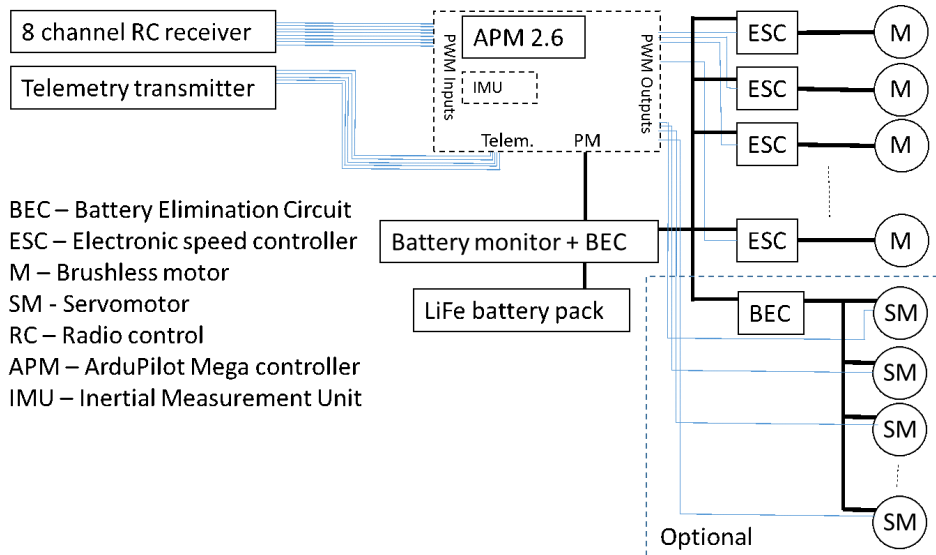 8 channel RC receiver
Telemetry transmitter
PWM Inputs
APM 2.6
IMU
PWM Outputs
Telem.
PM
ESC
M
ESC
M
ESC
M
ESC
M
Battery monitor + BEC
LiFe battery pack
BEC – Battery Elimination Circuit
ESC – Electronic speed controller
M – Brushless motor
SM - Servomotor
RC – Radio control
APM – ArduPilot Mega controller
IMU – Inertial Measurement Unit
BEC
SM
SM
SM
SM
Optional